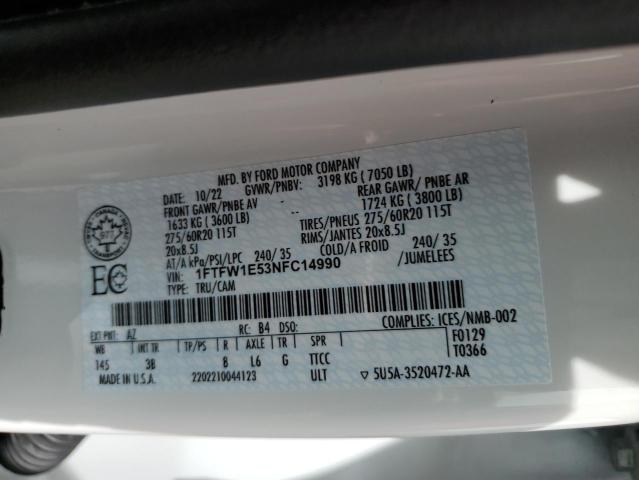 MFD. BY FORD MOTOR COMPANY
DATE: 10/22 GVWR/PNBV: 3198 KG ( 7050 LB)
FRONT GAWR/ PNBE AV -- REAR GAWR/ PNBE AR
1633 KG ( 3600 LB) -- 1724 KG ( 3800 LB)
275/60R20 115T TIRES/PNEUS 275/60R20 115T
20x8.5J RIMS/JANTES 20x8.5J
AT/A kPa/PSI/LPC 240/ 35 COLD/A FROID 240/ 35
VIN: 1FTFW1E53NFC14990 /JUMELEES
TYPE: TRU/CAM
EC
EXT PNT: AZ RC: B4 DSO: COMPLIES: ICES/NMB-002
WB INT TR TP/PS R AXLE TR SPR F0129
145 3B 8 L6 G TTCC T0366
MADE IN U.S.A. 2202210044123 ULT ▽ 5U5A-3520472-AA